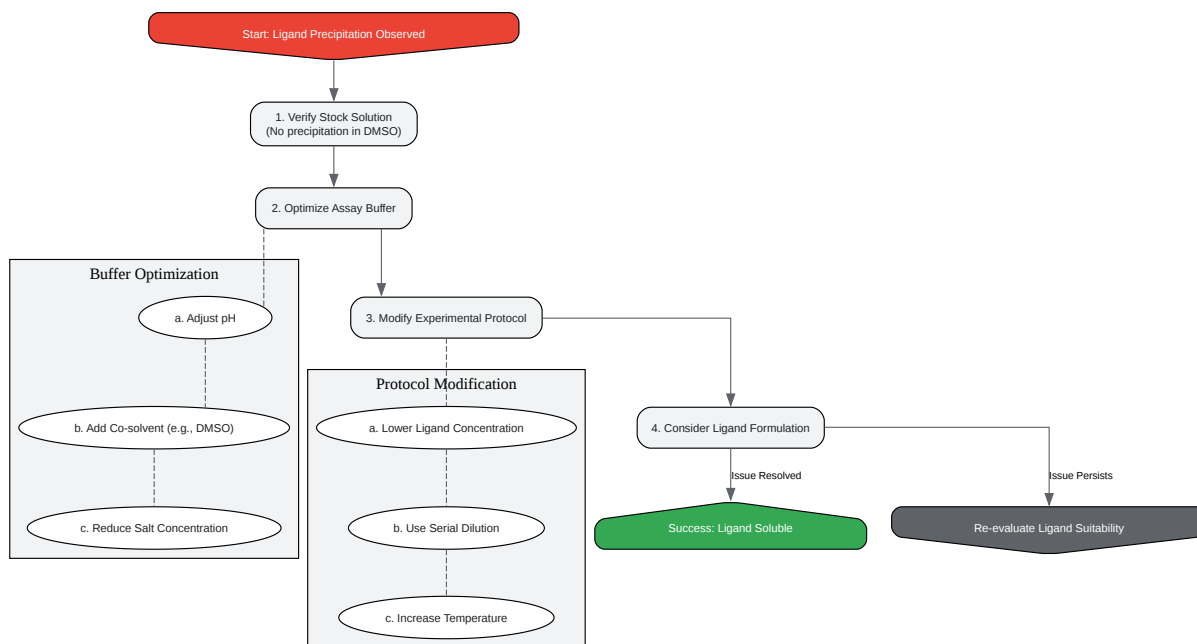 Start: Ligand Precipitation Observed
1. Verify Stock Solution
(No precipitation in DMSO)
2. Optimize Assay Buffer
Buffer Optimization
a. Adjust pH
3. Modify Experimental Protocol
Protocol Modification
b. Add Co-solvent (e.g., DMSO)
a. Lower Ligand Concentration
4. Consider Ligand Formulation
Issue Resolved
Issue Persists
c. Reduce Salt Concentration
b. Use Serial Dilution
Success: Ligand Soluble
Re-evaluate Ligand Suitability
c. Increase Temperature